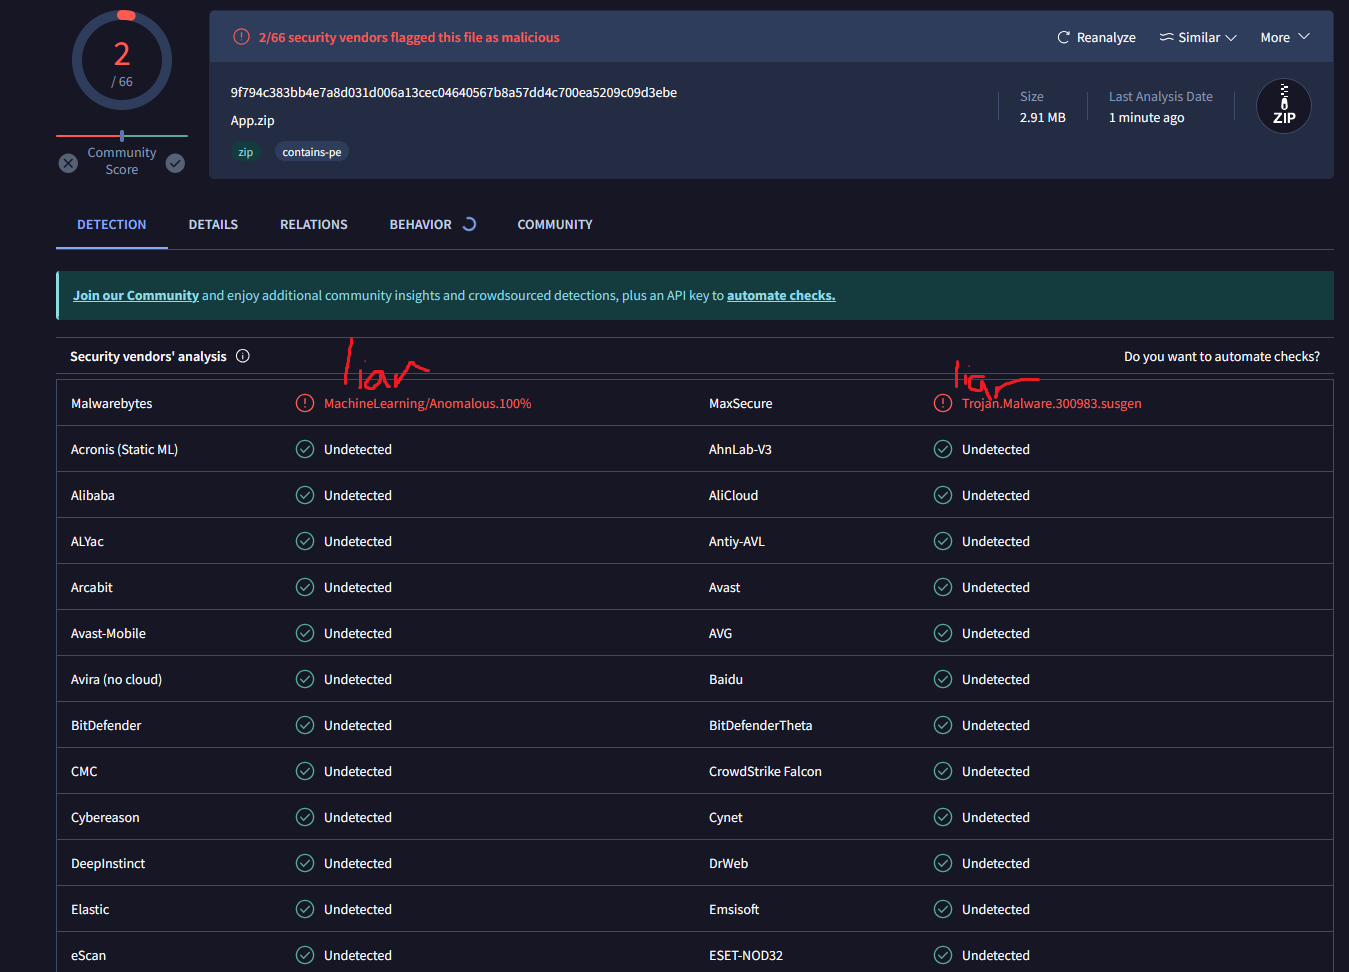 2
/ 66
Community
Score
2/66 security vendors flagged this file as malicious
Reanalyze
Similar
More
9f794c383bb4e7a8d031d006a13cec04640567b8a57dd4c700ea5209c09d3ebe
App.zip
zip
contains-pe
Size
2.91 MB
Last Analysis Date
1 minute ago
ZIP
DETECTION
DETAILS
RELATIONS
BEHAVIOR
COMMUNITY
Join our Community and enjoy additional community insights and crowdsourced detections, plus an API key to automate checks.
Security vendors' analysis
Do you want to automate checks?
liar
liar
Malwarebytes MachineLearning/Anomalous.100% MaxSecure Trojan.Malware.300983.susgen
Acronis (Static ML) Undetected AhnLab-V3 Undetected
Alibaba Undetected AliCloud Undetected
ALYac Undetected Antiy-AVL Undetected
Arcabit Undetected Avast Undetected
Avast-Mobile Undetected AVG Undetected
Avira (no cloud) Undetected Baidu Undetected
BitDefender Undetected BitDefenderTheta Undetected
CMC Undetected CrowdStrike Falcon Undetected
Cybereason Undetected Cynet Undetected
DeepInstinct Undetected DrWeb Undetected
Elastic Undetected Emsisoft Undetected
eScan Undetected ESET-NOD32 Undetected